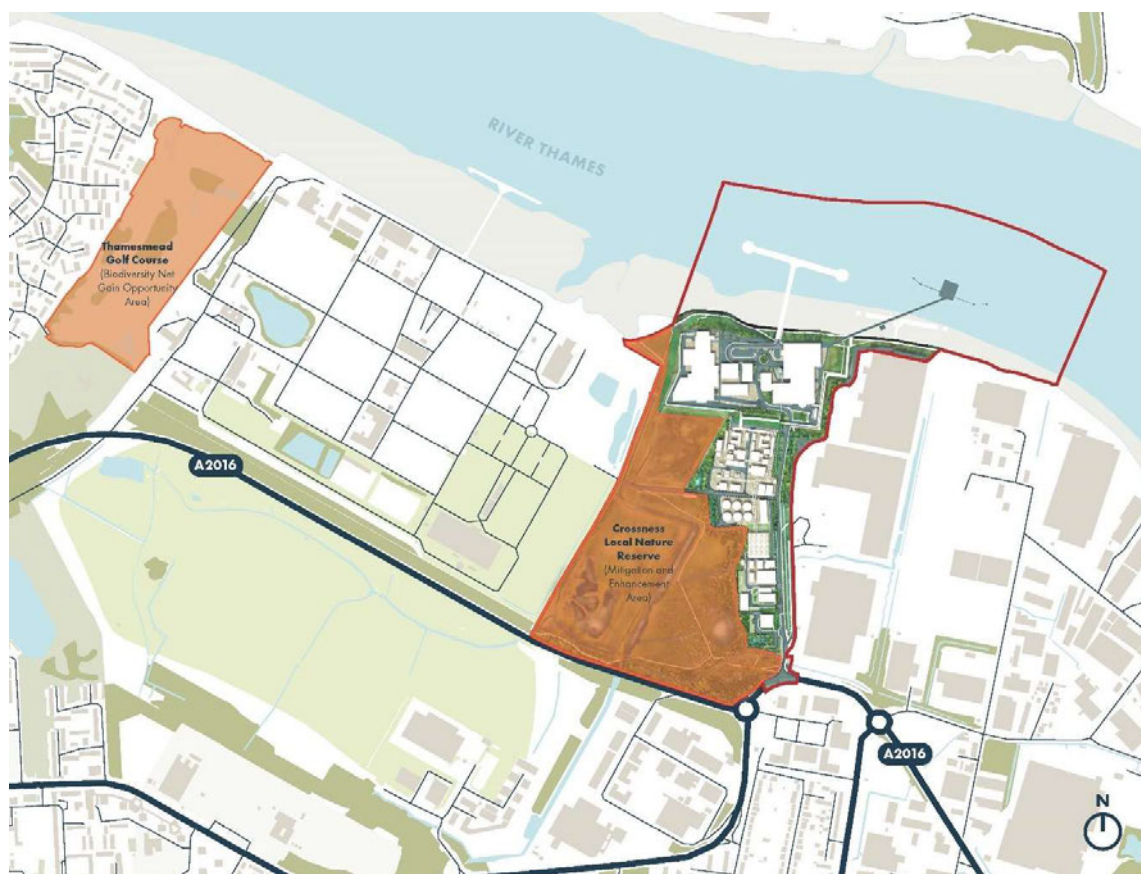 RIVER THAMES
Thamesmead
Golf Course
(Biodiversity Net
Gain Opportunity
Area)
A2016
Crossness
Local Nature
Reserve
(Mitigation and
Enhancement
Area)
A2016
N